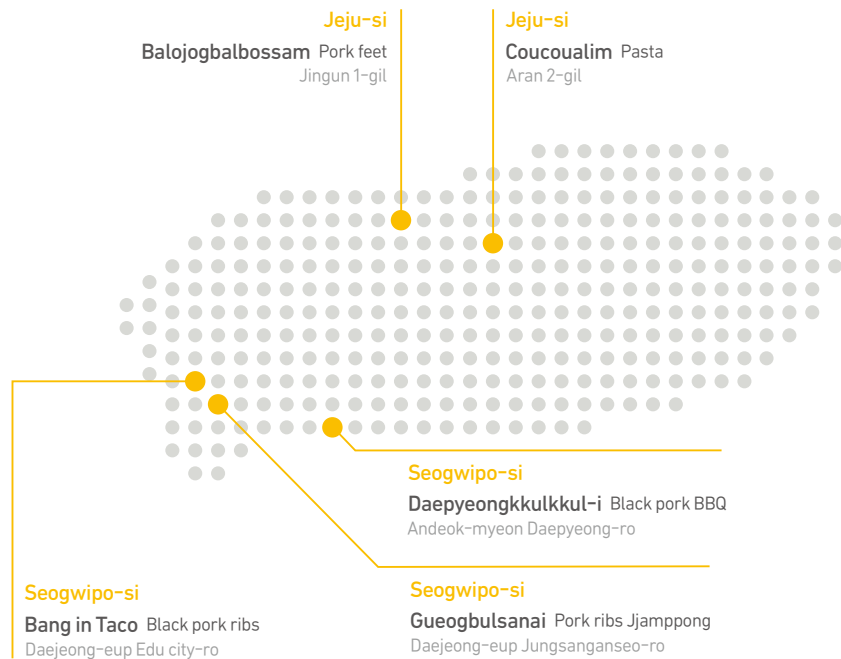 Jeju-si
Balojogbalbossam Pork feet
Jingun 1-gil
Jeju-si
Coucoualim Pasta
Aran 2-gil
Seogwipo-si
Daepyeongkkulkkul-i Black pork BBQ
Andeok-myeon Daepyeong-ro
Seogwipo-si
Bang in Taco Black pork ribs
Daejeong-eup Edu city-ro
Seogwipo-si
Gueogbulsanai Pork ribs Jjamppong
Daejeong-eup Jungsanganseo-ro